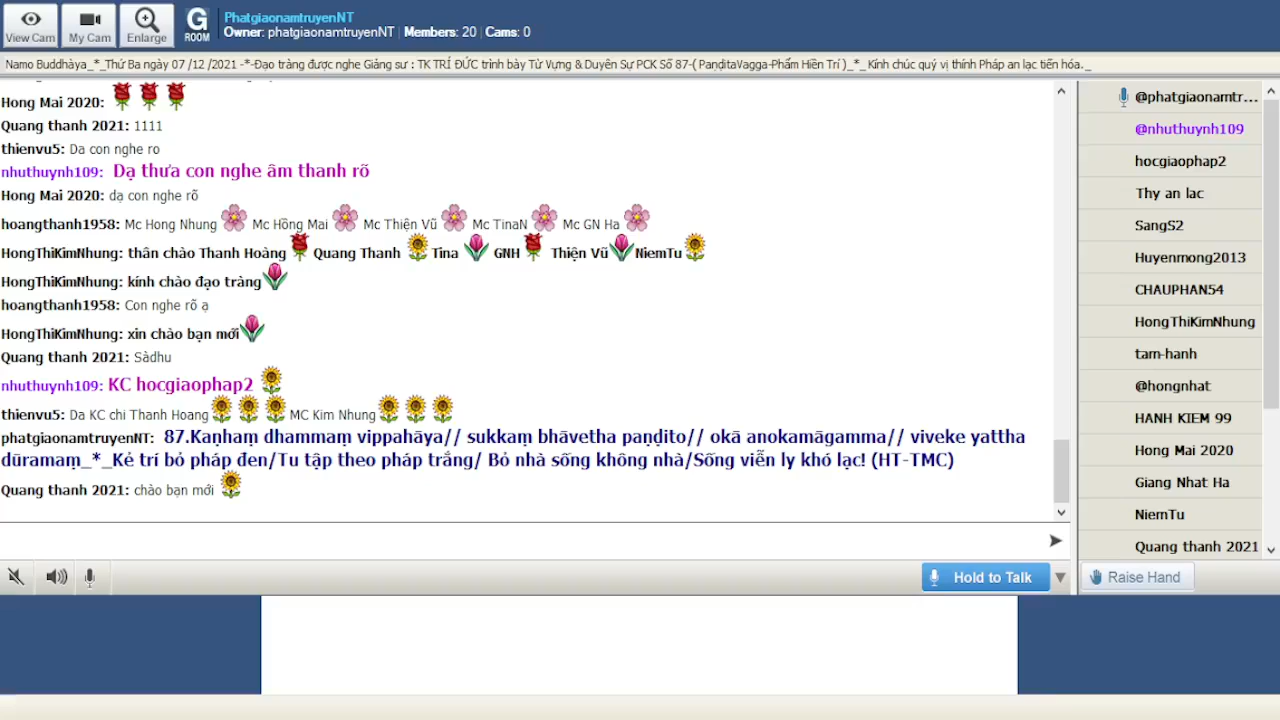 View Cam
My Cam
Enlarge
G
ROOM
PhatgiaonamtruyenNT
Owner: phatgiaonamtruyenNT | Members: 20 | Cams: 0
Namo Buddhàya_*_Thứ Ba ngày 07 /12 /2021 -*-Đạo tràng được nghe Giảng sư : TK TRÍ ĐỨC trình bày Từ Vựng & Duyên Sự PCK Số 87-( PaṇḍitaVagga-Phẩm Hiền Trí )_*_ Kính chúc quý vị thính Pháp an lạc tiến hóa._
Hong Mai 2020:
Quang thanh 2021: 1111
thienvu5: Da con nghe ro
nhuthuynh109: Dạ thưa con nghe âm thanh rõ
Hong Mai 2020: dạ con nghe rõ
hoangthanh1958: Mc Hong Nhung Mc Hồng Mai Mc Thiện Vũ Mc TinaN Mc GN Ha
HongThiKimNhung: thân chào Thanh Hoàng Quang Thanh Tina GNH Thiện Vũ NiemTu
HongThiKimNhung: kính chào đạo tràng
hoangthanh1958: Con nghe rõ ạ
HongThiKimNhung: xin chào bạn mới
Quang thanh 2021: Sàdhu
nhuthuynh109: KC hocgiaophap2
thienvu5: Da KC chi Thanh Hoang MC Kim Nhung
phatgiaonamtruyenNT: 87.Kaṇhaṃ dhammaṃ vippahāya// sukkaṃ bhāvetha paṇḍito// okā anokamāgamma// viveke yattha
dūramaṃ_*_Kẻ trí bỏ pháp đen/Tu tập theo pháp trắng/ Bỏ nhà sống không nhà/Sống viễn ly khó lạc! (HT-TMC)
Quang thanh 2021: chào bạn mới
@phatgiaonamtr...
@nhuthuynh109
hocgiaophap2
Thy an lac
SangS2
Huyenmong2013
CHAUPHAN54
HongThiKimNhung
tam-hanh
@hongnhat
HANH KIEM 99
Hong Mai 2020
Giang Nhat Ha
NiemTu
Quang thanh 2021
Hold to Talk
Raise Hand